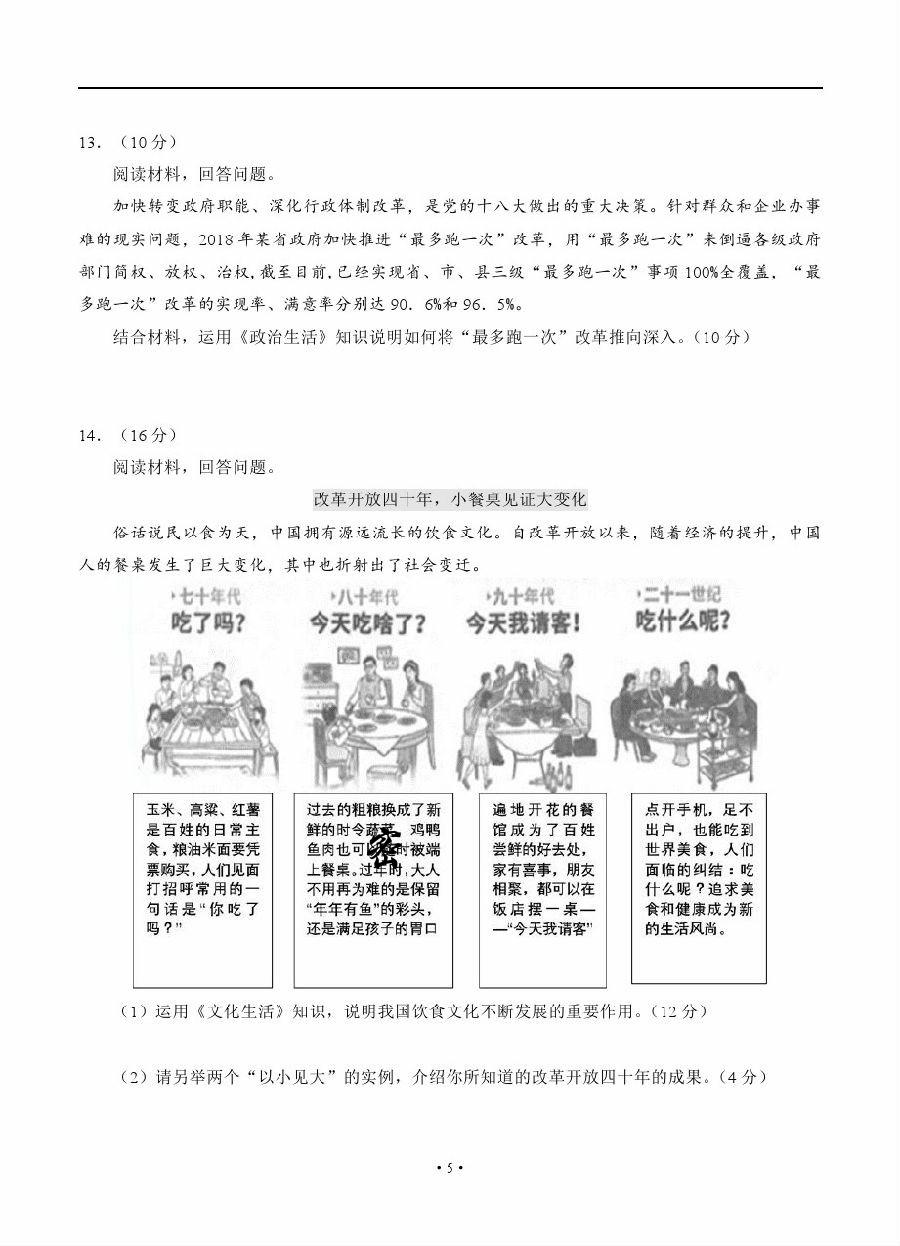 13．（10分）
阅读材料，回答问题。
加快转变政府职能、深化行政体制改革，是党的十八大做出的重大决策。针对群众和企业办事
难的现实问题，2018年某省政府加快推进“最多跑一次”改革，用“最多跑一次”来倒逼各级政府
部门简权、放权、治权,截至目前,已经实现省、市、县三级“最多跑一次”事项100%全覆盖，“最
多跑一次”改革的实现率、满意率分别达90．6%和96．5%。
结合材料，运用《政治生活》知识说明如何将“最多跑一次”改革推向深入。（10分）
14．（16分）
阅读材料，回答问题。
改革开放四十年，小餐桌见证大变化
俗话说民以食为天，中国拥有源远流长的饮食文化。自改革开放以来，随着经济的提升，中国
人的餐桌发生了巨大变化，其中也折射出了社会变迁。
七十年代
吃了吗？
八十年代
今天吃啥了？
九十年代
今天我请客！
二十一世纪
吃什么呢？
玉米、高粱、红薯
是百姓的日常主
食，粮油米面要凭
票购买，人们见面
打招呼常用的一
句话是“你吃了
吗？”
过去的粗粮换成了新
鲜的时令蔬菜，鸡鸭
鱼肉也可 时被端
上餐桌。过年时,大人
不用再为难的是保留
“年年有鱼”的彩头，
还是满足孩子的胃口
密
遍地开花的餐
馆成为了百姓
尝鲜的好去处，
家有喜事，朋友
相聚，都可以在
饭店摆一桌—
—“今天我请客”
点开手机，足不
出户，也能吃到
世界美食，人们
面临的纠结：吃
什么呢？追求美
食和健康成为新
的生活风尚。
（1）运用《文化生活》知识，说明我国饮食文化不断发展的重要作用。（12分）
（2）请另举两个“以小见大”的实例，介绍你所知道的改革开放四十年的成果。（4分）
·5·